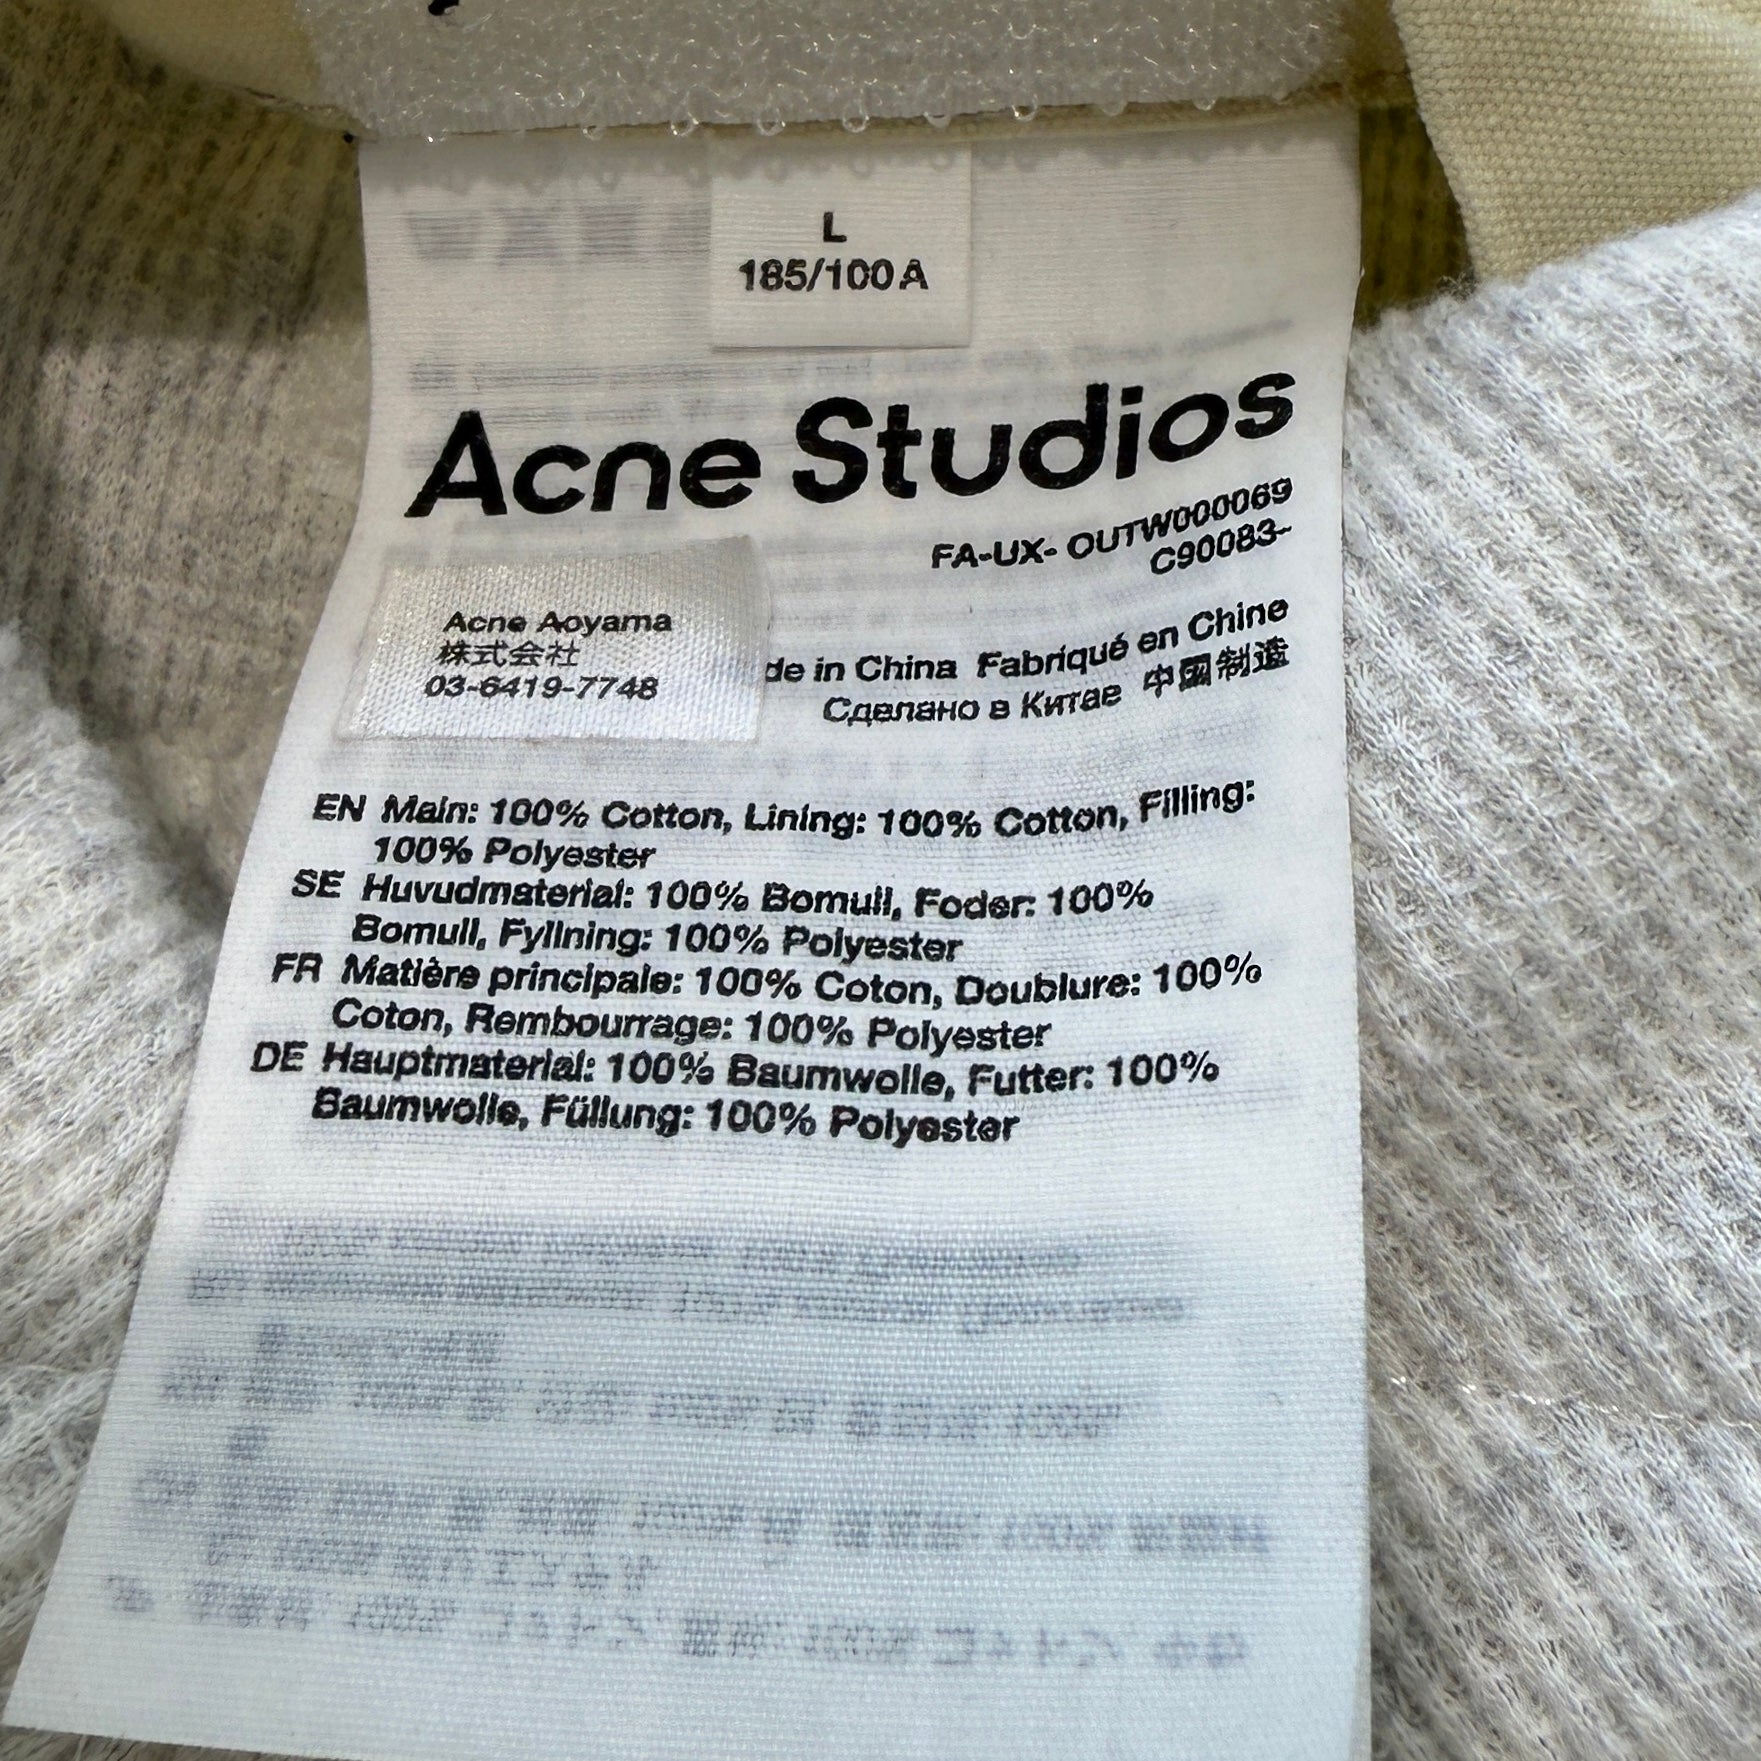 L
185/100A
Acne Studios
FA-UX- OUTW000069
C90083-
Acne Aoyama
株式会社
03-6419-7748
de in China Fabriqué en Chine
Сделано в Китае 中国制造
EN Main: 100% Cotton, Lining: 100% Cotton, Filling:
100% Polyester
SE Huvudmaterial: 100% Bomull, Foder: 100%
Bomull, Fyllning: 100% Polyester
FR Matière principale: 100% Coton, Doublure: 100%
Coton, Rembourrage: 100% Polyester
DE Hauptmaterial: 100% Baumwolle, Futter: 100%
Baumwolle, Füllung: 100% Polyester